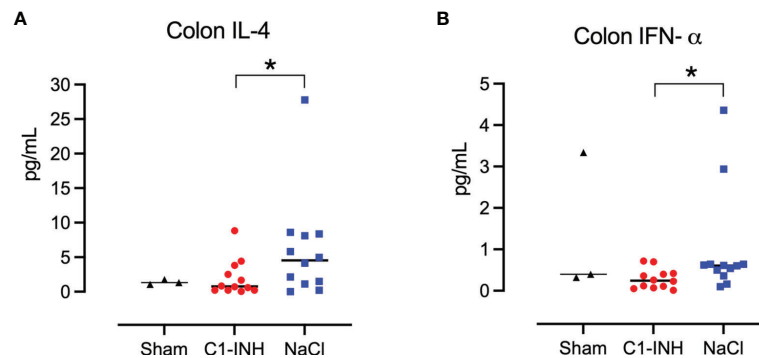 A
Colon IL-4
*
30
25
20
15
10
5
0
pg/mL
Sham C1-INH NaCl
B
Colon IFN- α
*
5
4
3
2
1
0
pg/mL
Sham C1-INH NaCl